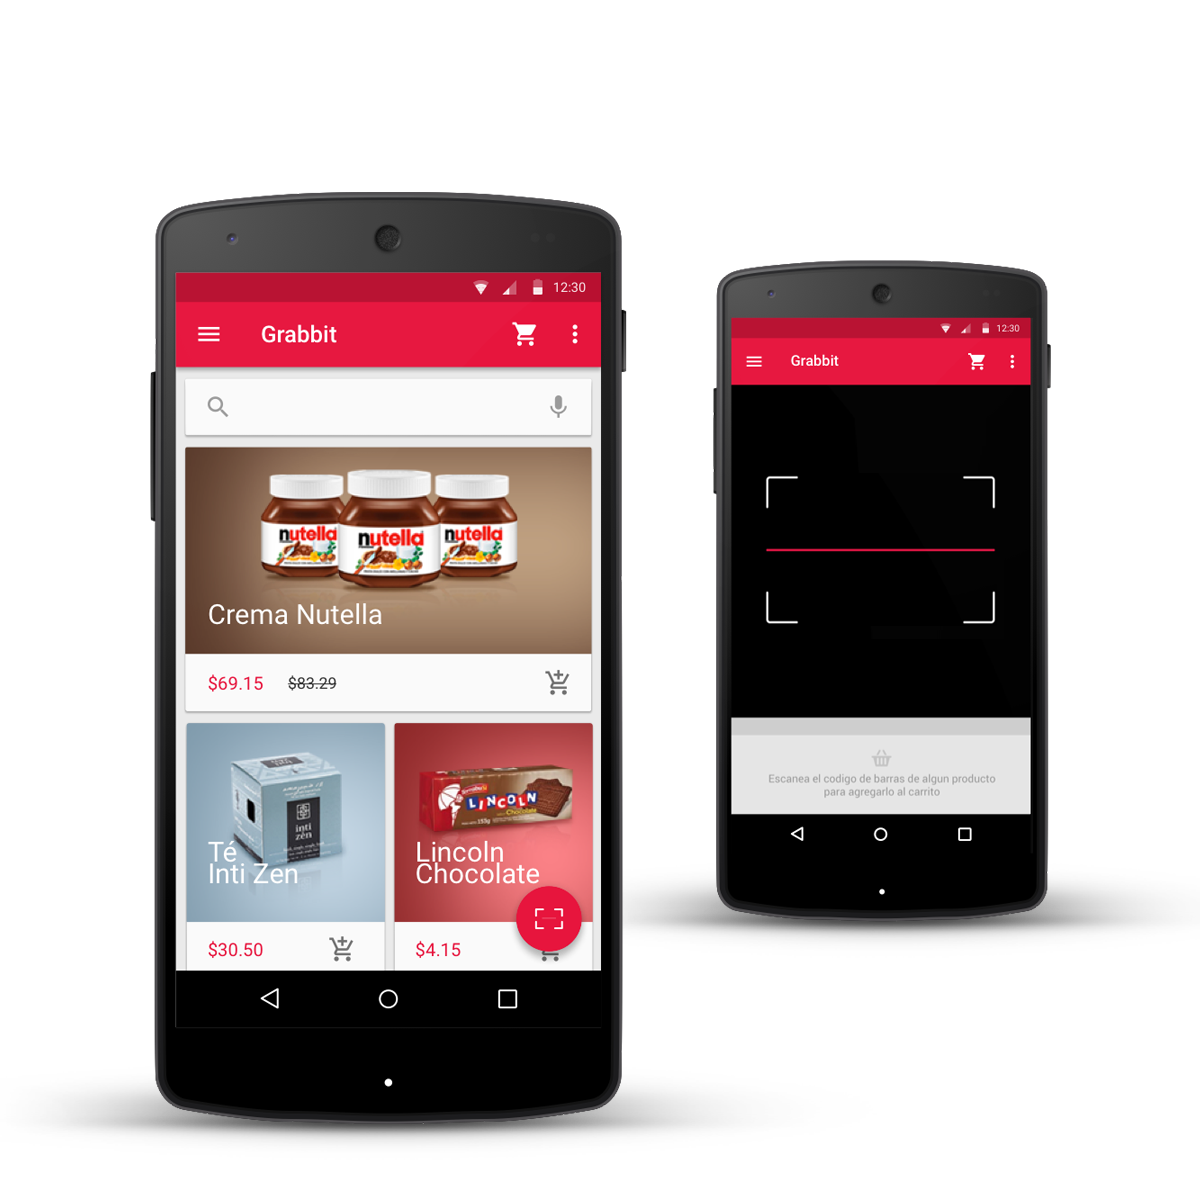 12:30
Grabbit
nutella
nutella
nutella
Crema Nutella
$69.15 $83.29
inti
zen
Té
Inti Zen
LINCOLN
Chocolate
Lincoln
Chocolate
$30.50
$4.15
12:30
Grabbit
Escanea el codigo de barras de algun producto
para agregarlo al carrito